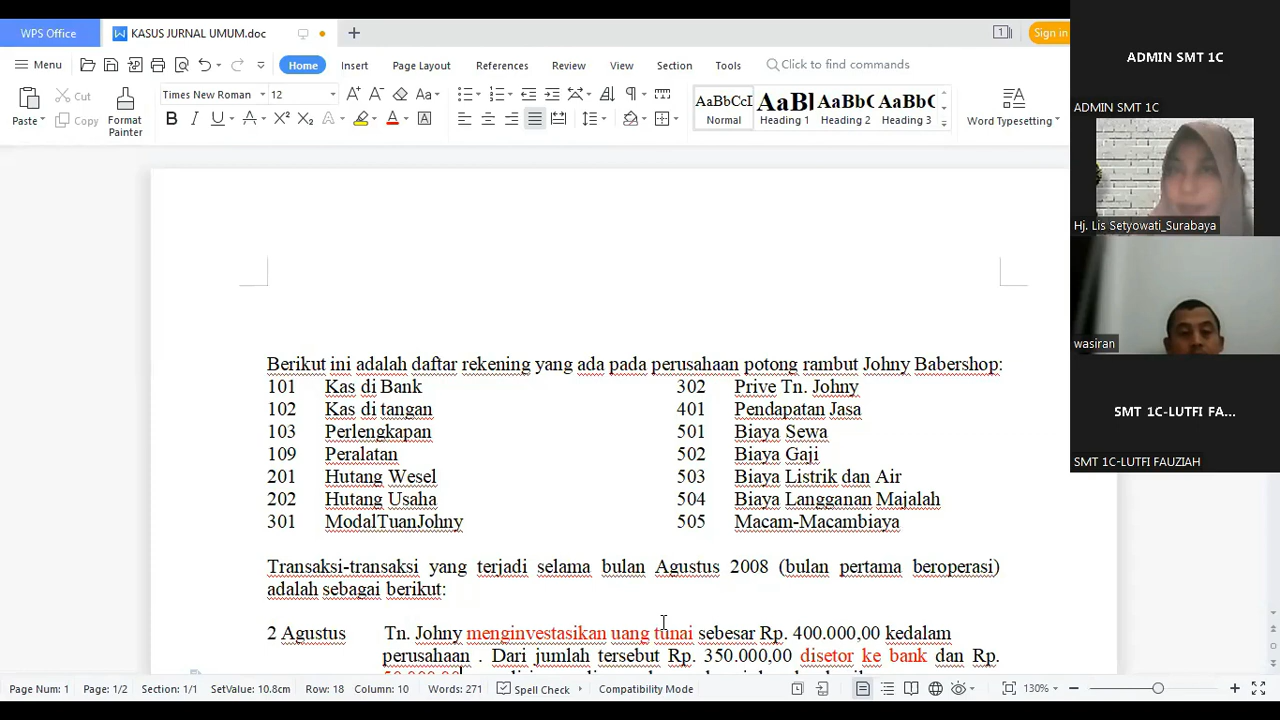 WPS Office
KASUS JURNAL UMUM.doc
Sign in
Menu
Home
Insert
Page Layout
References
Review
View
Section
Tools
Click to find commands
Paste
Cut
Copy
Format
Painter
Times New Roman
12
AaBbCcD
Normal
AaBl
Heading 1
AaBbC
Heading 2
AaBbC
Heading 3
Word Typesetting
ADMIN SMT 1C
ADMIN SMT 1C
Hj. Lis Setyowati_Surabaya
wasiran
SMT 1C-LUTFI FA...
SMT 1C-LUTFI FAUZIAH
Berikut ini adalah daftar rekening yang ada pada perusahaan potong rambut Johny Babershop:
101 Kas di Bank 302 Prive Tn. Johny
102 Kas di tangan 401 Pendapatan Jasa
103 Perlengkapan 501 Biaya Sewa
109 Peralatan 502 Biaya Gaji
201 Hutang Wesel 503 Biaya Listrik dan Air
202 Hutang Usaha 504 Biaya Langganan Majalah
301 ModalTuanJohny 505 Macam-Macambiaya
Transaksi-transaksi yang terjadi selama bulan Agustus 2008 (bulan pertama beroperasi)
adalah sebagai berikut:
2 Agustus Tn. Johny menginvestasikan uang tunai sebesar Rp. 400.000,00 kedalam
perusahaan . Dari jumlah tersebut Rp. 350.000,00 disetor ke bank dan Rp.
Page Num: 1
Page: 1/2
Section: 1/1
SetValue: 10.8cm
Row: 18
Column: 10
Words: 271
Spell Check
Compatibility Mode
130%